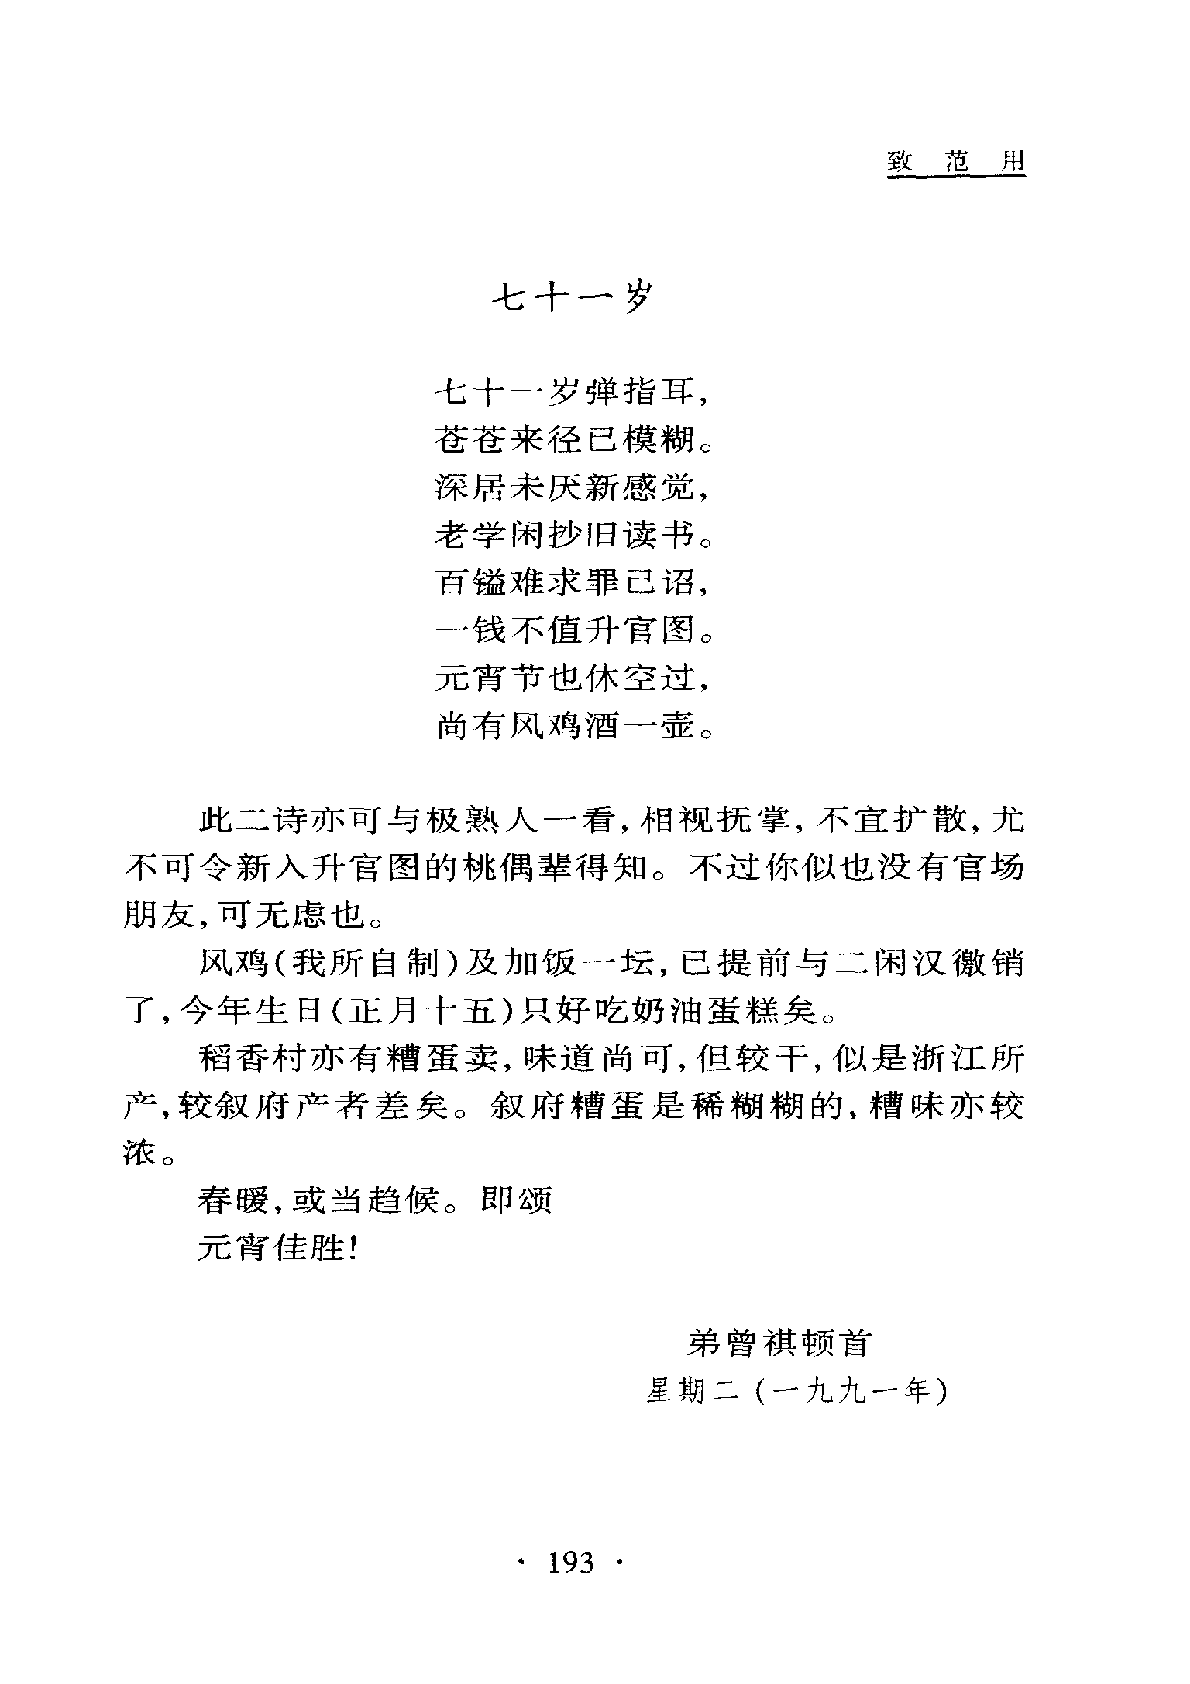 致范用
七十一岁
七十一岁弹指耳,
苍苍来径已模糊。
深居未厌新感觉,
老学闲抄旧读书。
百镒难求罪己诏,
一钱不值升官图。
元宵节也休空过,
尚有风鸡酒一壶。
此二诗亦可与极熟人一看,相视抚掌,不宜扩散,尤
不可令新入升官图的桃偶辈得知。不过你似也没有官场
朋友,可无虑也。
风鸡(我所自制)及加饭一坛,已提前与二闲汉徽销
了,今年生日(正月十五)只好吃奶油蛋糕矣。
稻香村亦有糟蛋卖,味道尚可,但较干,似是浙江所
产,较叙府产者差矣。叙府糟蛋是稀糊糊的,糟味亦较
浓。
春暖,或当趋候。即颂
元宵佳胜!
弟曾祺顿首
星期二(一九九一年)
· 193 ·